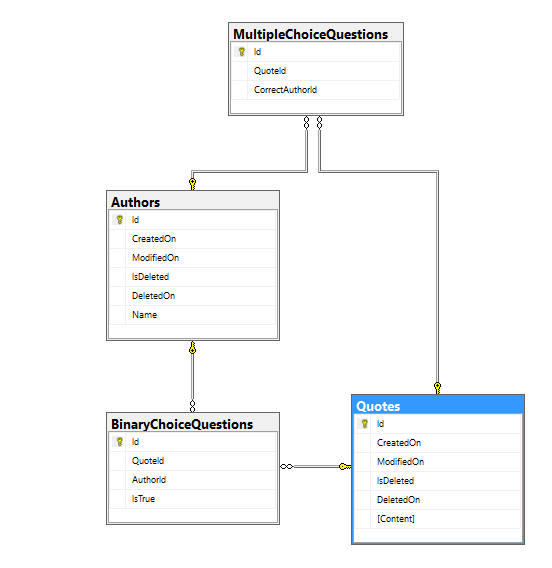 MultipleChoiceQuestions
Id
QuoteId
CorrectAuthorId
Authors
Id
CreatedOn
ModifiedOn
IsDeleted
DeletedOn
Name
BinaryChoiceQuestions
Id
QuoteId
AuthorId
IsTrue
Quotes
Id
CreatedOn
ModifiedOn
IsDeleted
DeletedOn
[Content]